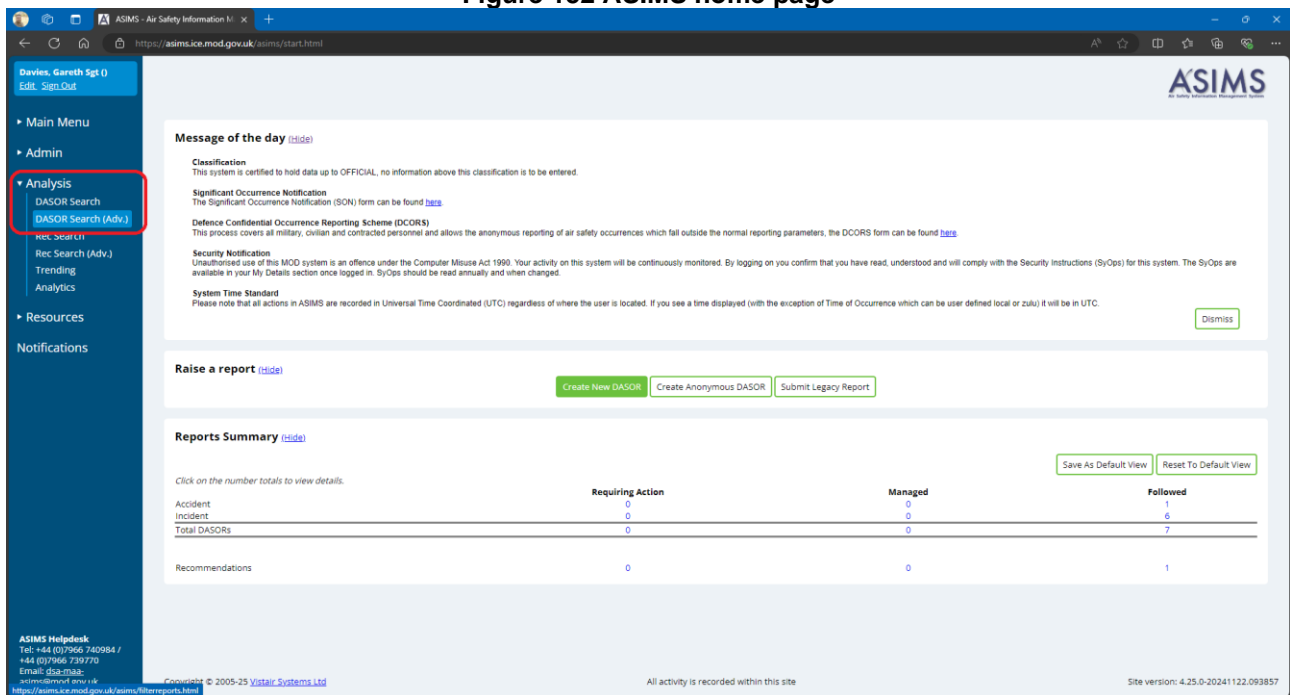 Figure 132 ASIMS home page
ASIMS - Air Safety Information M
https://asims.ice.mod.gov.uk/asims/start.html
Davies, Gareth Sgt ()
Edit Sign Out
ASIMS
Air Safety Information Management System
Main Menu
Admin
Analysis
DASOR Search
DASOR Search (Adv.)
Rec Search
Rec Search (Adv.)
Trending
Analytics
Resources
Notifications
Message of the day (Hide)
Classification
This system is certified to hold data up to OFFICIAL, no information above this classification is to be entered.
Significant Occurrence Notification
The Significant Occurrence Notification (SON) form can be found here.
Defence Confidential Occurrence Reporting Scheme (DCORS)
This process covers all military, civilian and contracted personnel and allows the anonymous reporting of air safety occurrences which fall outside the normal reporting parameters, the DCORS form can be found here.
Security Notification
Unauthorised use of this MOD system is an offence under the Computer Misuse Act 1990. Your activity on this system will be continuously monitored. By logging on you confirm that you have read, understood and will comply with the Security Instructions (SyOps) for this system. The SyOps are
available in your My Details section once logged in. SyOps should be read annually and when changed.
System Time Standard
Please note that all actions in ASIMS are recorded in Universal Time Coordinated (UTC) regardless of where the user is located. If you see a time displayed (with the exception of Time of Occurrence which can be user defined local or zulu) it will be in UTC.
Dismiss
Raise a report (Hide)
Create New DASOR Create Anonymous DASOR Submit Legacy Report
Reports Summary (Hide)
Save As Default View Reset To Default View
Click on the number totals to view details.
Requiring Action Managed Followed
Accident 0 0 1
Incident 0 0 6
Total DASORs 0 0 7
Recommendations 0 0 1
ASIMS Helpdesk
Tel: +44 (0)7966 740984 /
+44 (0)7966 739770
Email: dsa-maa-
asims@mod.gov.uk
https://asims.ice.mod.gov.uk/asims/filterreports.html
Copyright © 2005-25 Vistair Systems Ltd All activity is recorded within this site Site version: 4.25.0-20241122.093857